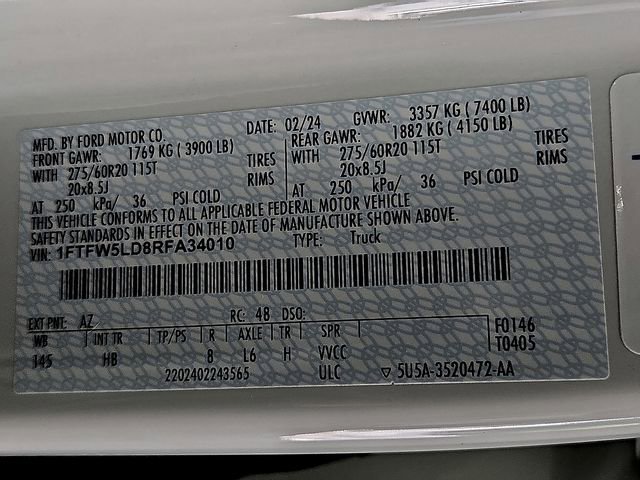 MFD. BY FORD MOTOR CO.
DATE: 02/24
GVWR: 3357 KG ( 7400 LB)
FRONT GAWR: 1769 KG ( 3900 LB)
REAR GAWR: 1882 KG ( 4150 LB)
WITH 275/60R20 115T TIRES
WITH 275/60R20 115T TIRES
20x8.5J RIMS
20x8.5J RIMS
AT 250 kPa/ 36 PSI COLD
AT 250 kPa/ 36 PSI COLD
THIS VEHICLE CONFORMS TO ALL APPLICABLE FEDERAL MOTOR VEHICLE
SAFETY STANDARDS IN EFFECT ON THE DATE OF MANUFACTURE SHOWN ABOVE.
VIN: 1FTFW5LD8RFA34010
TYPE: Truck
EXT PNT: AZ RC: 48 DSO:
WB INT TR TP/PS R AXLE TR SPR
145 HB 8 L6 H VVCC
2202402243565 ULC
F0146
T0405
▽ 5U5A-3520472-AA